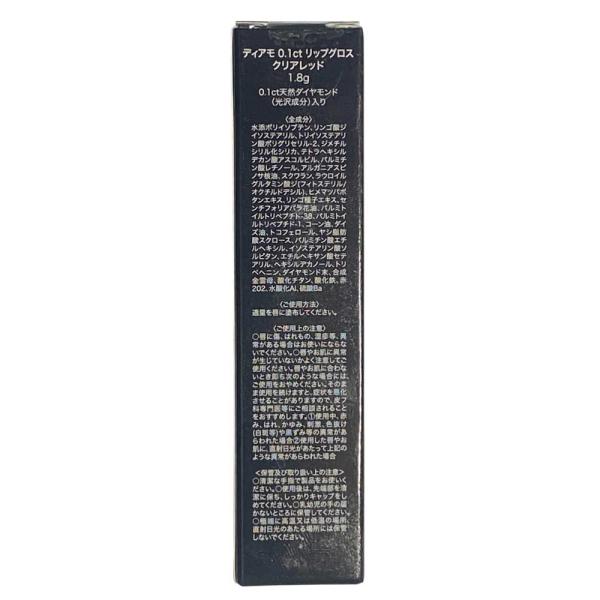 ディアモ 0.1ct リップグロス
クリアレッド
1.8g
0.1ct天然ダイヤモンド
(光沢成分)入り
〈全成分〉
水添ポリイソブテン、リンゴ酸ジ
イソステアリル、トリイソステアリ
ン酸ポリグリセリル-2、ジメチル
シリル化シリカ、テトラヘキシル
デカン酸アスコルビル、パルミチ
ン酸レチノール、アルガニアスピ
ノサ核油、スクワラン、ラウロイル
グルタミン酸ジ(フィトステリル/
オクチルドデシル)、ヒメマツバボ
タンエキス、リンゴ種子エキス、セ
ンチフォリアバラ花油、パルミト
イルトリペプチド-38、パルミトイ
ルトリペプチド-1、コーン油、ダイ
ズ油、トコフェロール、ヤシ脂肪
酸スクロース、パルミチン酸エチ
ルヘキシル、イソステアリン酸ソ
ルビタン、エチルヘキサン酸セテ
アリル、ヘキシルデカノール、トリ
ベヘニン、ダイヤモンド末、合成
金雲母、酸化チタン、酸化鉄、赤
202、水酸化Al、硫酸Ba
〈ご使用方法〉
適量を唇に塗布してください。
〈ご使用上の注意〉
○唇に傷、はれもの、湿疹等、異
常がある場合はお使いにならな
いでください。○唇やお肌に異常
が生じていないかよく注意してご
使用ください。唇やお肌に合わな
いとき即ち次のような場合には、
ご使用をおやめください。そのま
ま使用を続けますと、症状を悪化
させることがありますので、皮フ
科専門医等にご相談されること
をおすすめします。①使用中、赤
み、はれ、かゆみ、刺激、色抜け
(白斑等)や黒ずみ等の異常があ
らわれた場合②使用した唇やお
肌に、直射日光があたって上記の
ような異常があらわれた場合
<保管及び取り扱い上の注意>
○清潔な手指で製品をお使いく
ださい。○使用後は、先端部を清
潔に保ち、しっかりキャップをしめ
てください。○乳幼児の手の届
かないところに保管してください。
○極端に高温又は低温の場所、
直射日光のあたる場所には保管
しないでください。